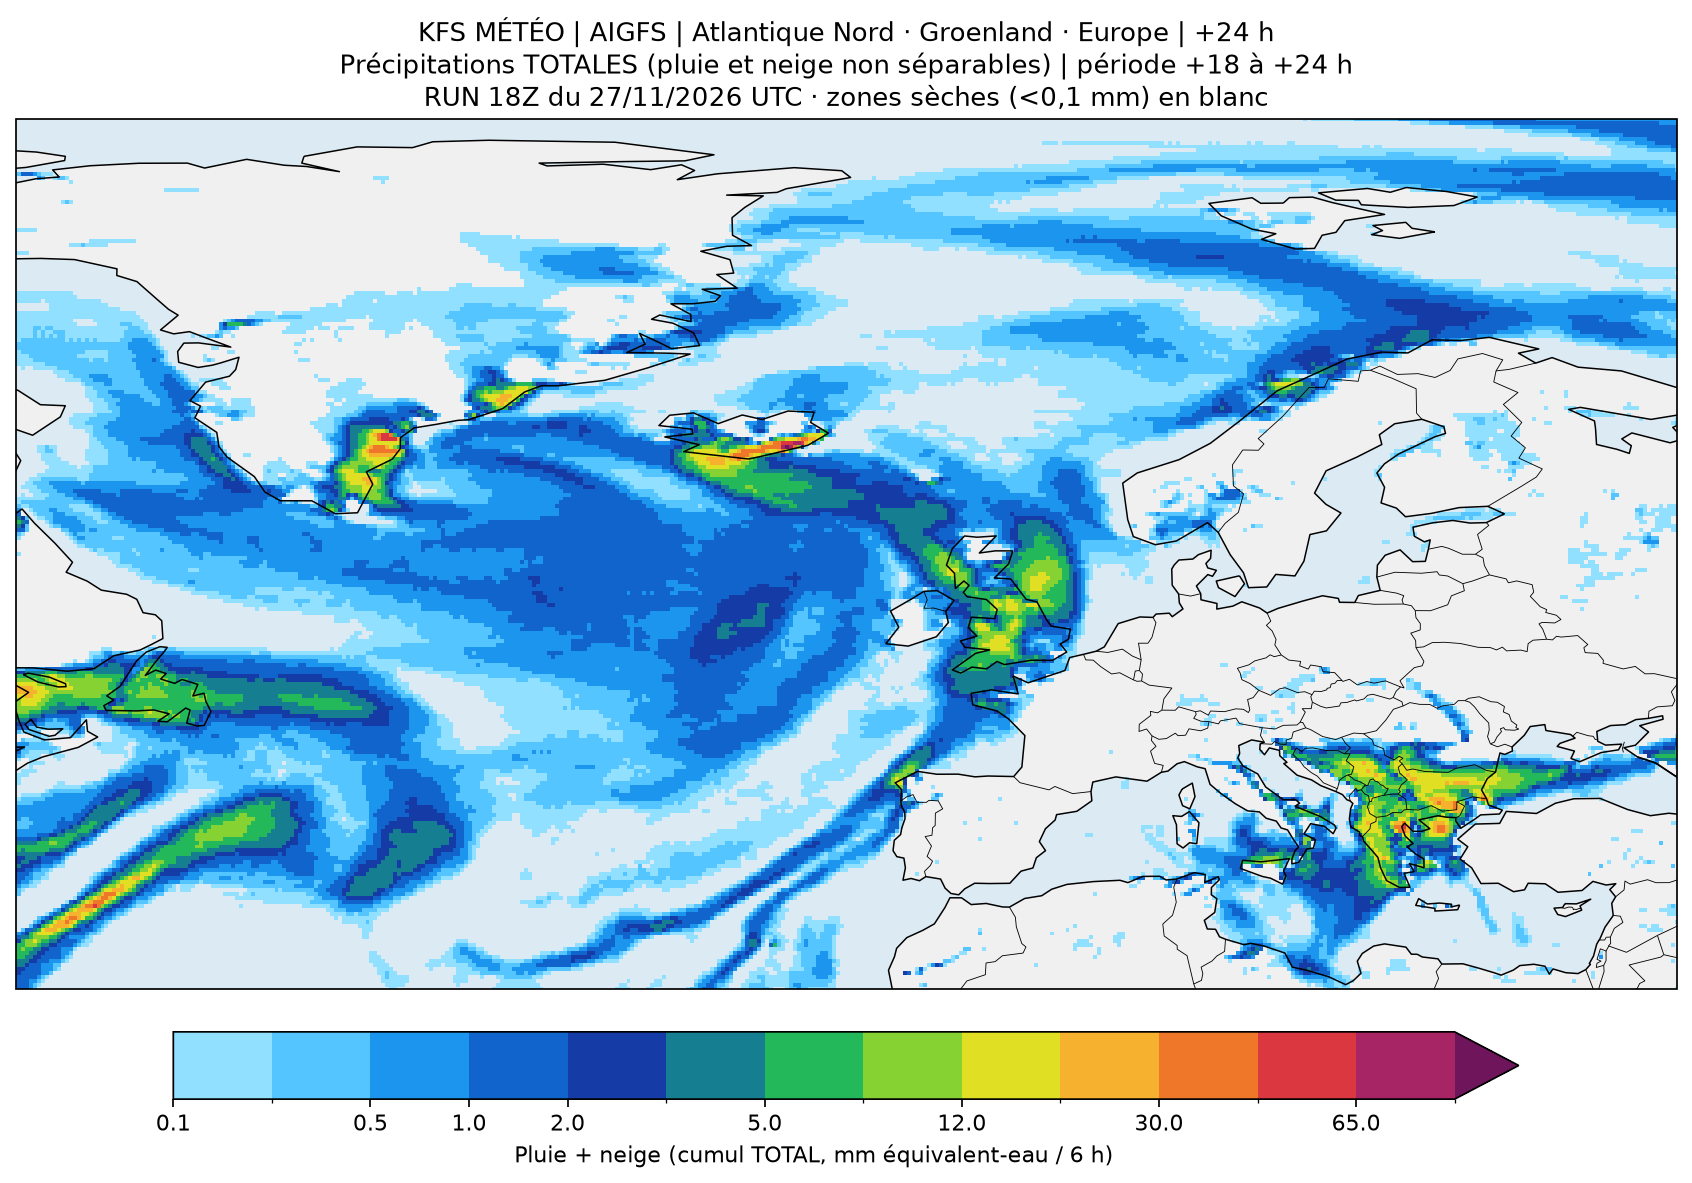 KFS MÉTÉO | AIGFS | Atlantique Nord · Groenland · Europe | +24 h
Précipitations TOTALES (pluie et neige non séparables) | période +18 à +24 h
RUN 18Z du 27/11/2026 UTC · zones sèches (<0,1 mm) en blanc
0.1 0.5 1.0 2.0 5.0 12.0 30.0 65.0
Pluie + neige (cumul TOTAL, mm équivalent-eau / 6 h)